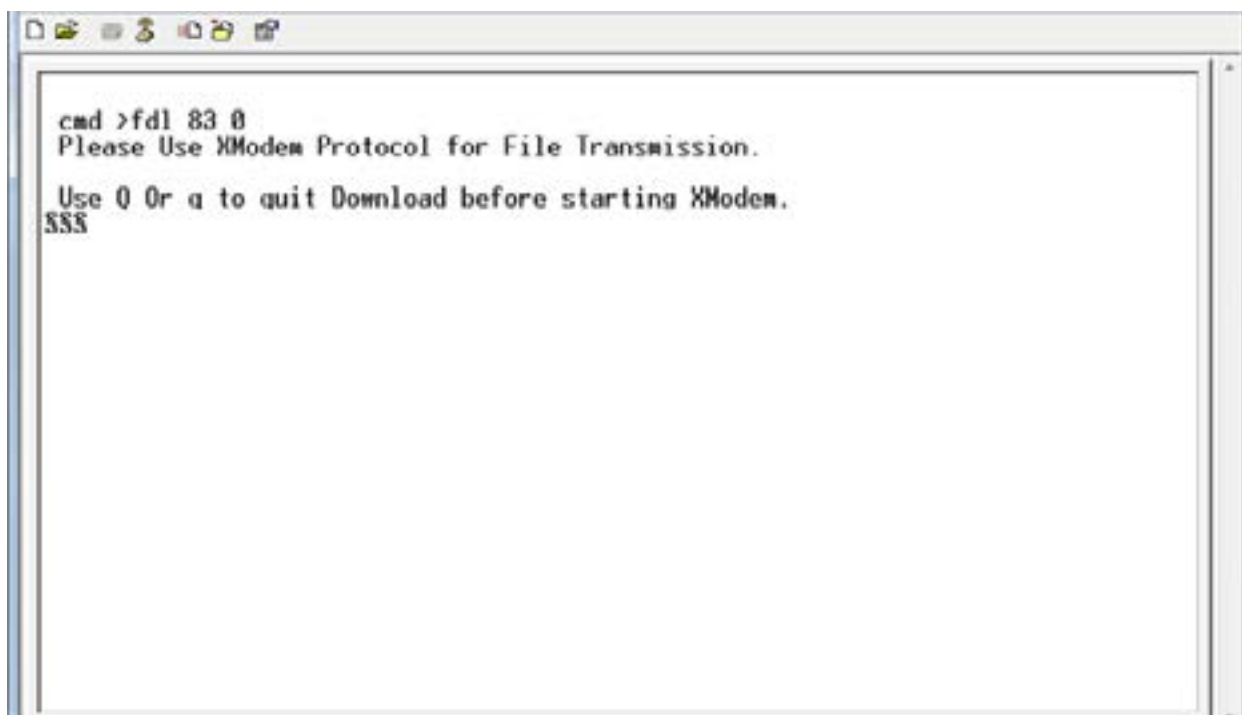 cmd >fdl 83 0
Please Use XModem Protocol for File Transmission.
Use Q Or q to quit Download before starting XModem.
§§§